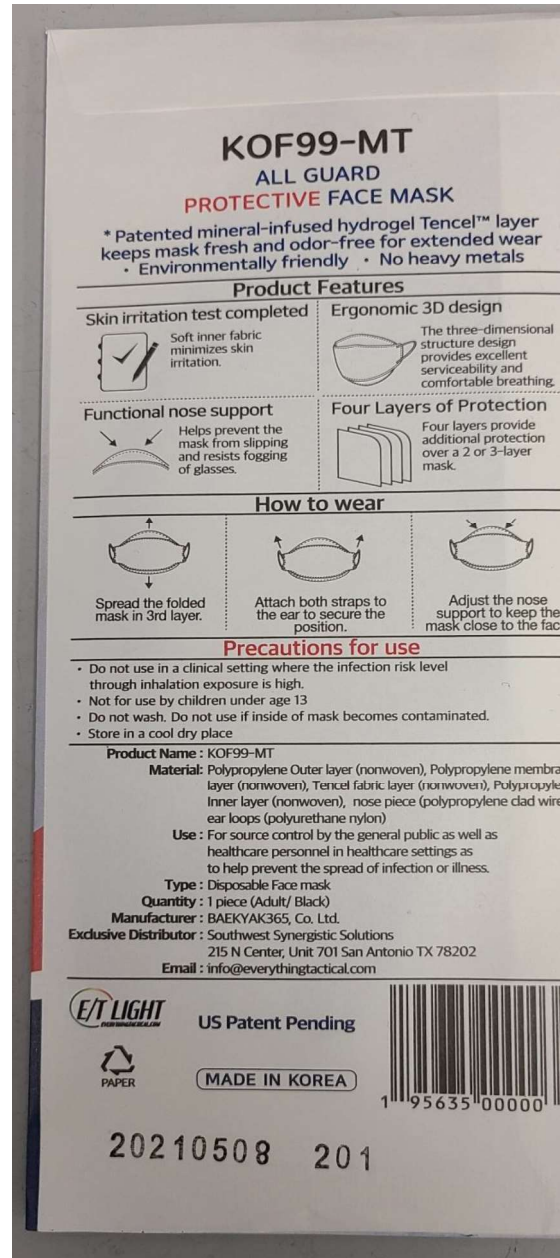 KOF99-MT
ALL GUARD
PROTECTIVE FACE MASK
* Patented mineral-infused hydrogel Tencel™ layer
keeps mask fresh and odor-free for extended wear
• Environmentally friendly • No heavy metals
Product Features
Skin irritation test completed
Soft inner fabric
minimizes skin
irritation.
Ergonomic 3D design
The three-dimensional
structure design
provides excellent
serviceability and
comfortable breathing.
Functional nose support
Helps prevent the
mask from slipping
and resists fogging
of glasses.
Four Layers of Protection
Four layers provide
additional protection
over a 2 or 3-layer
mask.
How to wear
Spread the folded
mask in 3rd layer.
Attach both straps to
the ear to secure the
position.
Adjust the nose
support to keep the
mask close to the fac
Precautions for use
• Do not use in a clinical setting where the infection risk level
through inhalation exposure is high.
• Not for use by children under age 13
• Do not wash. Do not use if inside of mask becomes contaminated.
• Store in a cool dry place
Product Name : KOF99-MT
Material: Polypropylene Outer layer (nonwoven), Polypropylene membra
layer (nonwoven), Tencel fabric layer (nonwoven), Polypropyle
Inner layer (nonwoven), nose piece (polypropylene clad wire
ear loops (polyurethane nylon)
Use : For source control by the general public as well as
healthcare personnel in healthcare settings as
to help prevent the spread of infection or illness.
Type : Disposable Face mask
Quantity : 1 piece (Adult/ Black)
Manufacturer : BAEKYAK365, Co. Ltd.
Exclusive Distributor : Southwest Synergistic Solutions
215 N Center, Unit 701 San Antonio TX 78202
Email : info@everythingtactical.com
E/T LIGHT
EVERYTHINGTACTICAL.COM
US Patent Pending
PAPER
MADE IN KOREA
1 95635 00000
20210508 201